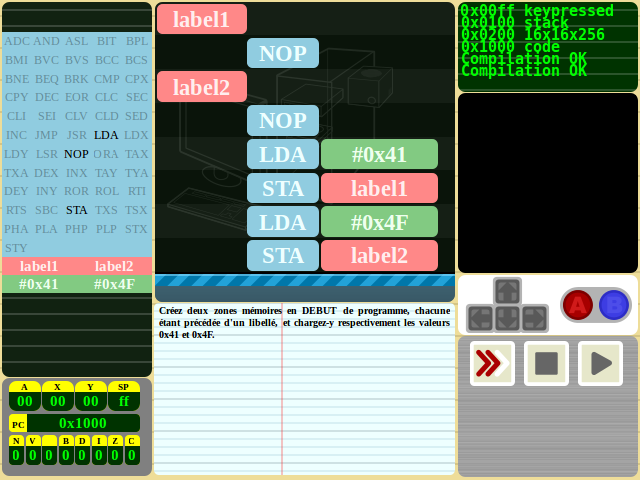 ADC AND ASL BIT BPL
BMI BVC BVS BCC BCS
BNE BEQ BRK CMP CPX
CPY DEC EOR CLC SEC
CLI SEI CLV CLD SED
INC JMP JSR LDA LDX
LDY LSR NOP ORA TAX
TXA DEX INX TAY TYA
DEY INY ROR ROL RTI
RTS SBC STA TXS TSX
PHA PLA PHP PLP STX
STY
label1 label2
#0x41 #0x4F
A X Y SP
00 00 00 ff
PC 0x1000
N V B D I Z C
0 0 0 0 0 0 0 0
label1
NOP
label2
NOP
LDA #0x41
STA label1
LDA #0x4F
STA label2
Créez deux zones mémoires en DEBUT de programme, chacune
étant précédée d'un libellé, et chargez-y respectivement les valeurs
0x41 et 0x4F.
0x00ff keypressed
0x0100 stack
0x0200 16x16x256
0x1000 code
Compilation OK
Compilation OK
A B